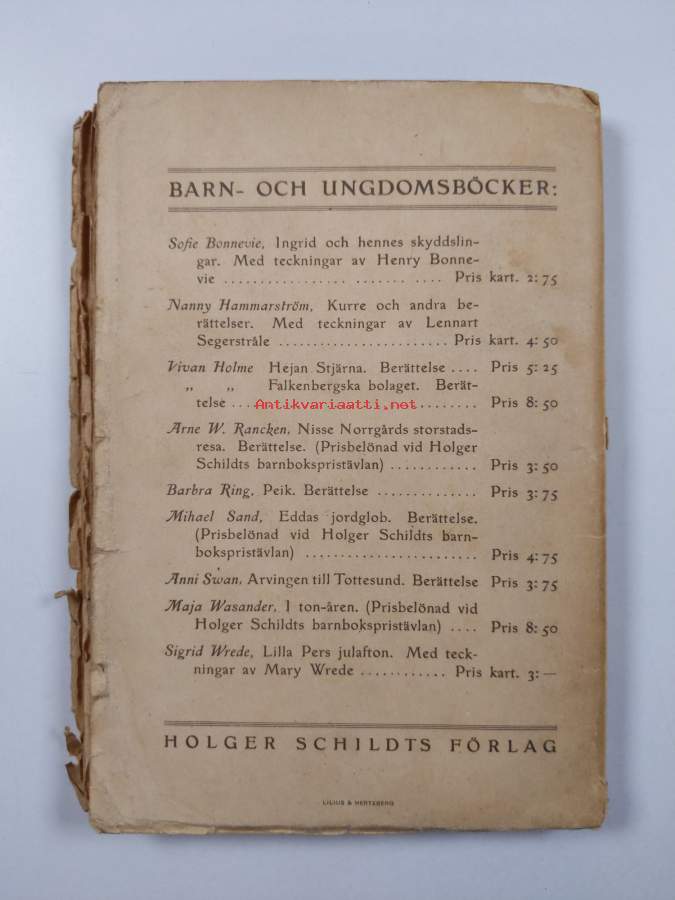 BARN- OCH UNGDOMSBÖCKER:
Sofie Bonnevie, Ingrid och hennes skyddslin-
gar. Med teckningar av Henry Bonne-
vie .................. ....... .... Pris kart. 2:75
Nanny Hammarström, Kurre och andra be-
rättelser. Med teckningar av Lennart
Segerstråle ........................ Pris kart. 4:50
Vivan Holme Hejan Stjärna. Berättelse .... Pris 5:25
„ „ Falkenbergska bolaget. Berät-
telse .................................. Pris 8:50
Antikvariaatti.net
Arne W. Rancken, Nisse Norrgårds storstads-
resa. Berättelse. (Prisbelönad vid Holger
Schildts barnbokspristävlan) ............ Pris 3:50
Barbra Ring, Peik. Berättelse .............. Pris 3:75
Mihael Sand, Eddas jordglob. Berättelse.
(Prisbelönad vid Holger Schildts barn-
bokspristävlan) ........................ Pris 4:75
Anni Swan, Arvingen till Tottesund. Berättelse Pris 3:75
Maja Wasander, I ton-åren. (Prisbelönad vid
Holger Schildts barnbokspristävlan) .... Pris 8:50
Sigrid Wrede, Lilla Pers julafton. Med teck-
ningar av Mary Wrede ............ Pris kart. 3:—
HOLGER SCHILDTS FÖRLAG
LILIUS & HERTZBERG